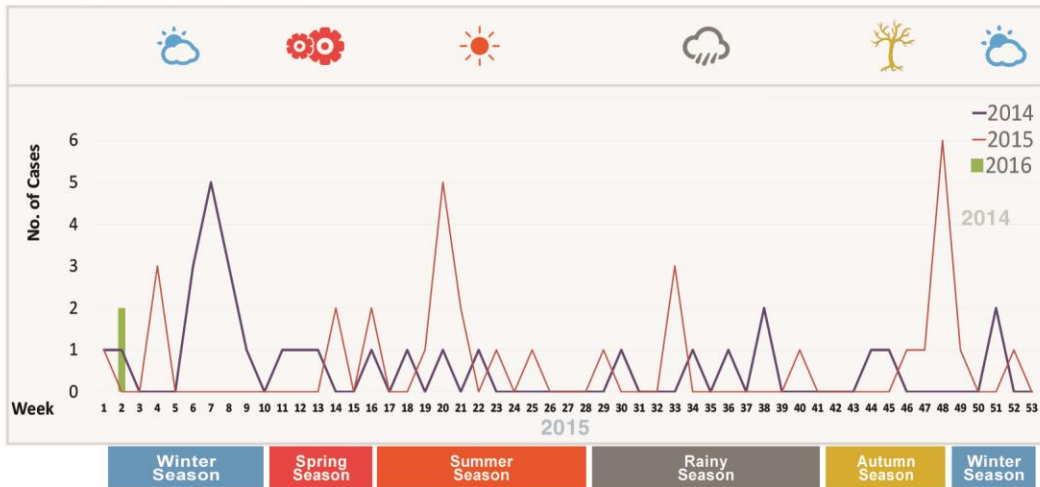 No. of Cases
6
5
4
3
2
1
0
2014
2015
2016
2014
Week
1 2 3 4 5 6 7 8 9 10 11 12 13 14 15 16 17 18 19 20 21 22 23 24 25 26 27 28 29 30 31 32 33 34 35 36 37 38 39 40 41 42 43 44 45 46 47 48 49 50 51 52 53
2015
Winter
Season
Spring
Season
Summer
Season
Rainy
Season
Autumn
Season
Winter
Season